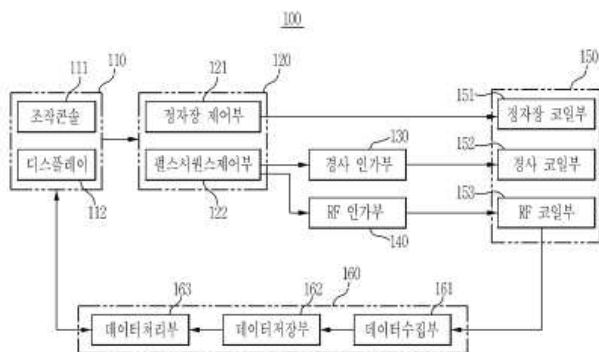 100
111
110
121
120
150
조작콘솔
정자장 제어부
151
정자장 코일부
디스플레이
펄스시퀀스제어부
130
경사 인가부
152
경사 코일부
112
122
RF 인가부
153
RF 코일부
140
160
163
162
161
데이터처리부
데이터저장부
데이터수집부